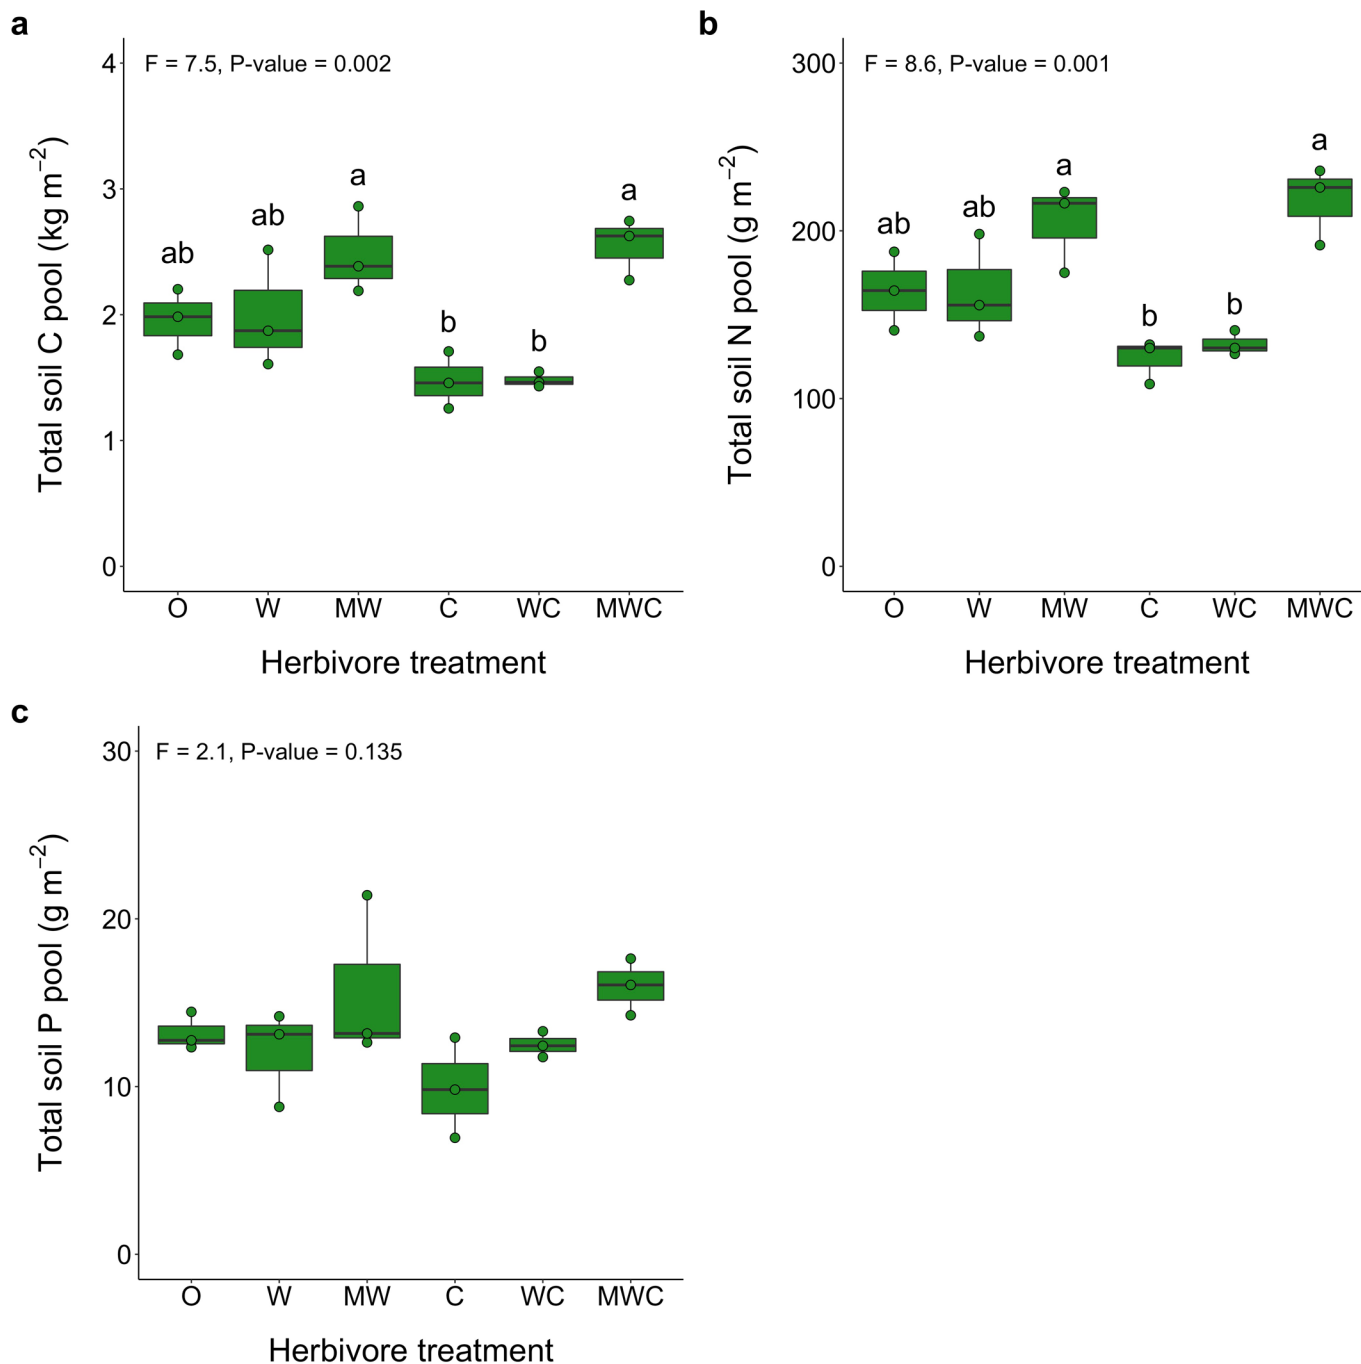 a
F = 7.5, P-value = 0.002
Total soil C pool (kg m−2)
4
3
2
1
0
ab
ab
a
b
b
a
O W MW C WC MWC
Herbivore treatment
b
F = 8.6, P-value = 0.001
Total soil N pool (g m−2)
300
200
100
0
ab
ab
a
b
b
a
O W MW C WC MWC
Herbivore treatment
c
F = 2.1, P-value = 0.135
Total soil P pool (g m−2)
30
20
10
0
O W MW C WC MWC
Herbivore treatment